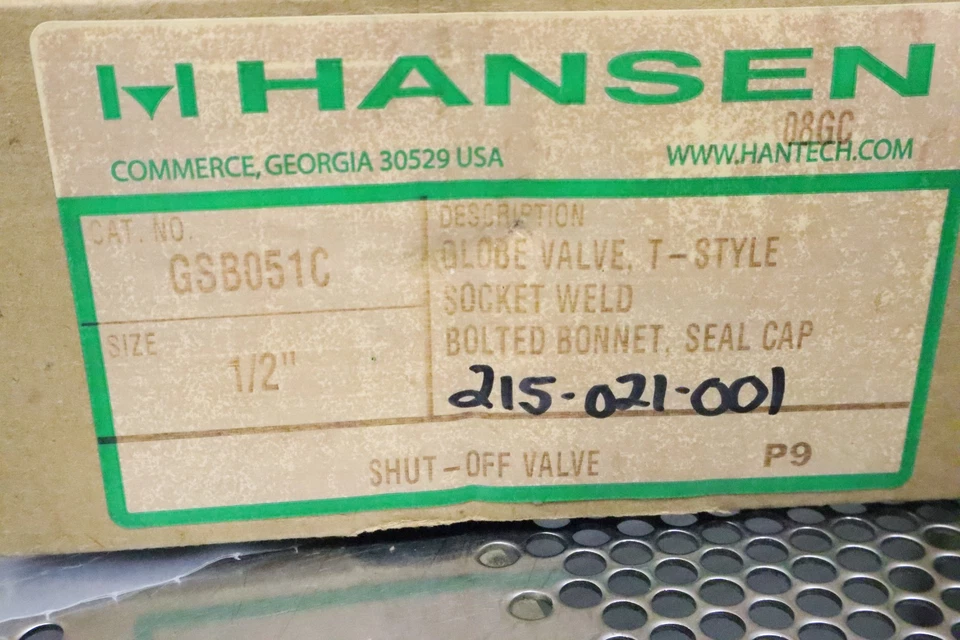 HANSEN
08GC
COMMERCE, GEORGIA 30529 USA
WWW.HANTECH.COM
CAT. NO.
GSB051C
DESCRIPTION
GLOBE VALVE, T-STYLE
SOCKET WELD
BOLTED BONNET, SEAL CAP
SIZE
1/2"
215-021-001
SHUT-OFF VALVE
P9